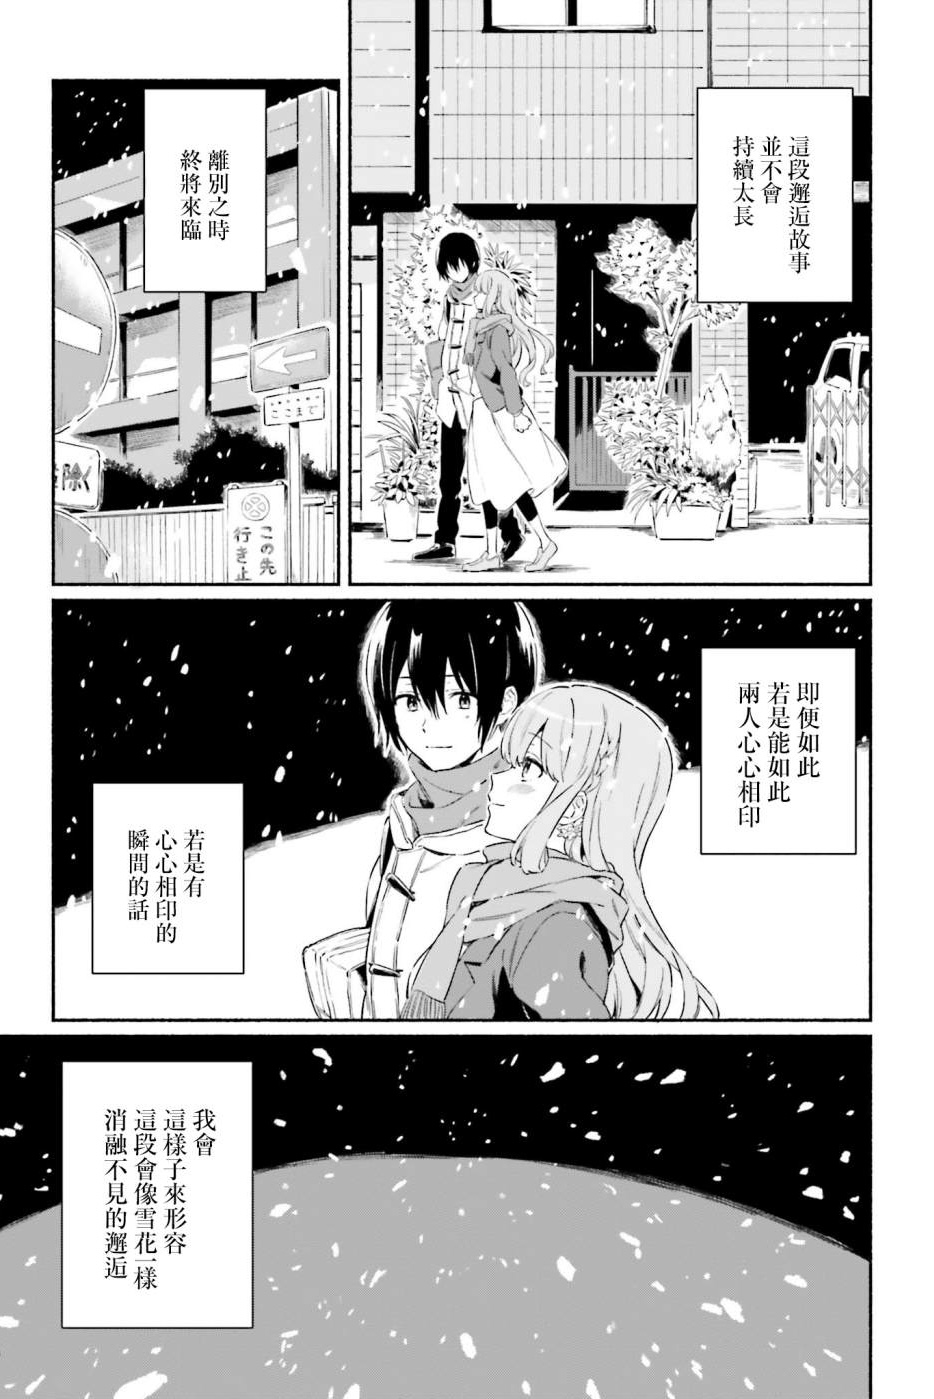 這段邂逅故事
並不會
持續太長
離別之時
終將來臨
ここまで
除く
この先
行き止
即便如此
若是能如此
兩人心心相印
若是有
心心相印的
瞬間的話
我會
這樣子來形容
這段會像雪花一樣
消融不見的邂逅